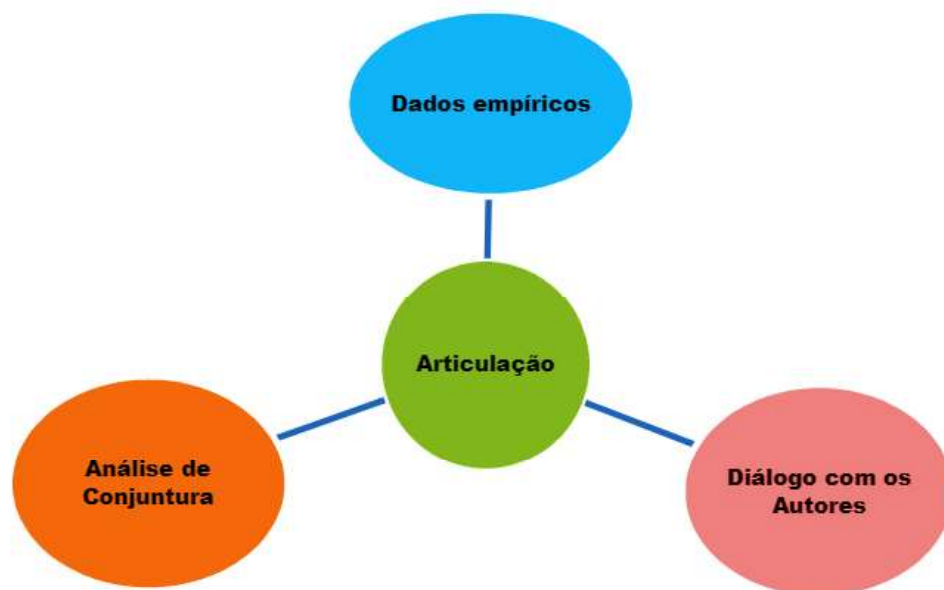 Dados empíricos
Articulação
Análise de
Conjuntura
Diálogo com os
Autores